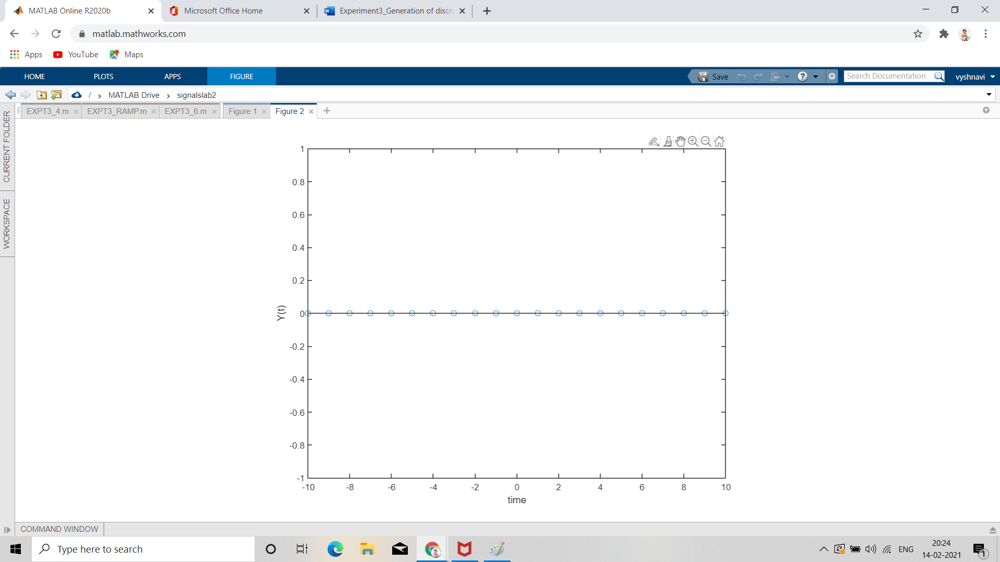 MATLAB Online R2020b
Microsoft Office Home
Experiment3_Generation of discre
matlab.mathworks.com
Apps
YouTube
Maps
HOME
PLOTS
APPS
FIGURE
Save
Search Documentation
vyshnavi
/ › MATLAB Drive › signalslab2
CURRENT FOLDER
WORKSPACE
EXPT3_4.m
EXPT3_RAMP.m
EXPT3_6.m
Figure 1
Figure 2
1
0.8
0.6
0.4
0.2
0
-0.2
-0.4
-0.6
-0.8
-1
Y(t)
-10 -8 -6 -4 -2 0 2 4 6 8 10
time
COMMAND WINDOW
Type here to search
ENG
20:24
14-02-2021
1